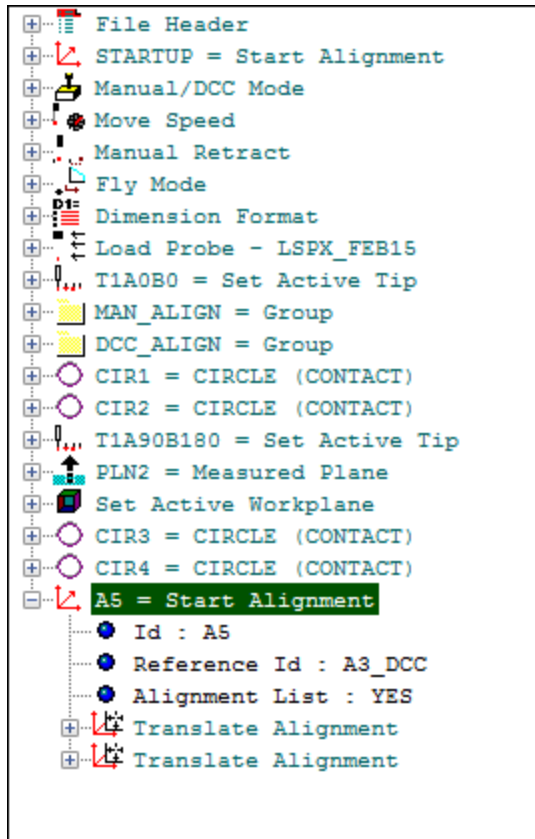 File Header
STARTUP = Start Alignment
Manual/DCC Mode
Move Speed
Manual Retract
Fly Mode
D1=
Dimension Format
Load Probe - LSPX_FEB15
T1A0B0 = Set Active Tip
MAN_ALIGN = Group
DCC_ALIGN = Group
CIR1 = CIRCLE (CONTACT)
CIR2 = CIRCLE (CONTACT)
T1A90B180 = Set Active Tip
PLN2 = Measured Plane
Set Active Workplane
CIR3 = CIRCLE (CONTACT)
CIR4 = CIRCLE (CONTACT)
A5 = Start Alignment
Id : A5
Reference Id : A3_DCC
Alignment List : YES
Translate Alignment
Translate Alignment